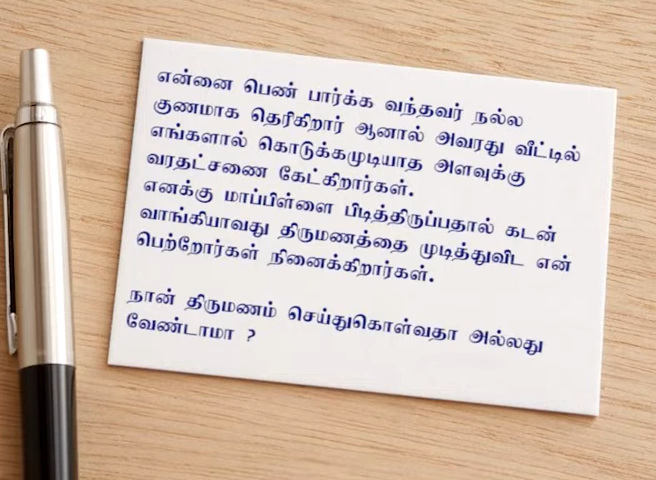 என்னை பெண் பார்க்க வந்தவர் நல்ல
குணமாக தெரிகிறார் ஆனால் அவரது வீட்டில்
எங்களால் கொடுக்கமுடியாத அளவுக்கு
வரதட்சணை கேட்கிறார்கள்.
எனக்கு மாப்பிள்ளை பிடித்திருப்பதால் கடன்
வாங்கியாவது திருமணத்தை முடித்துவிட என்
பெற்றோர்கள் நினைக்கிறார்கள்.
நான் திருமணம் செய்துகொள்வதா அல்லது
வேண்டாமா ?